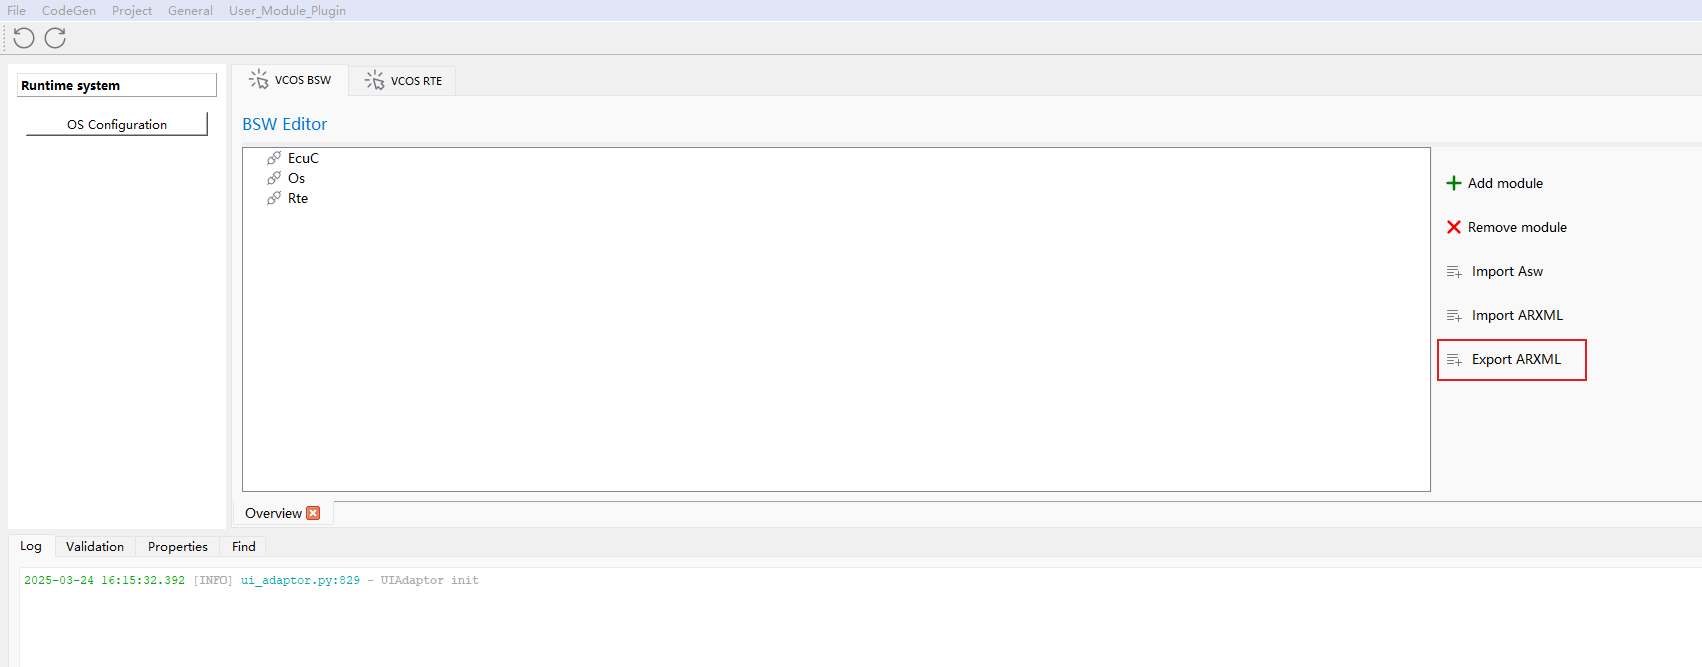 File CodeGen Project General User_Module_Plugin
Runtime system
OS Configuration
VCOS BSW VCOS RTE
BSW Editor
EcuC
Os
Rte
Add module
Remove module
Import Asw
Import ARXML
Export ARXML
Overview
Log Validation Properties Find
2025-03-24 16:15:32.392 [INFO] ui_adaptor.py:829 - UIAdaptor init